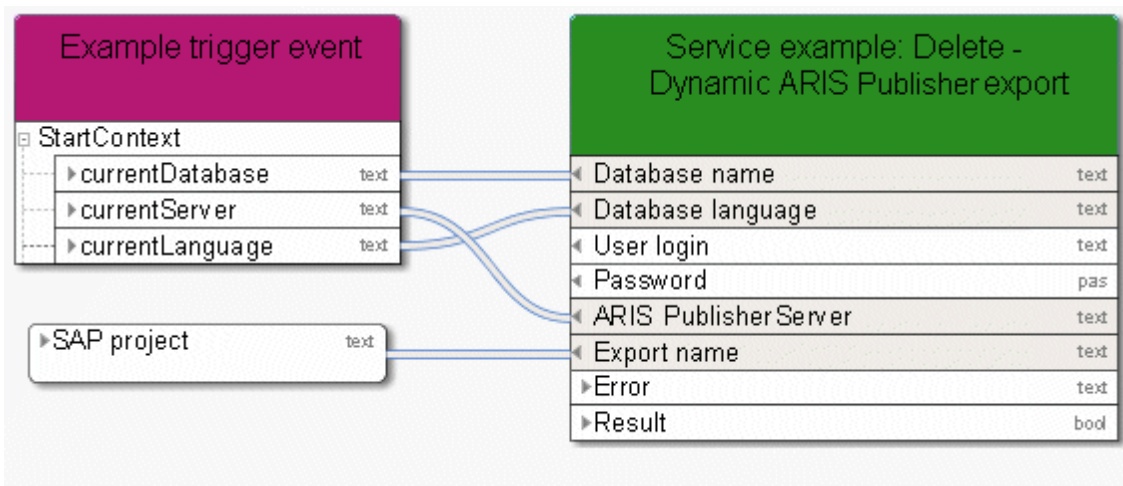 Example trigger event
StartContext
currentDatabase text
currentServer text
currentLanguage text
SAP project text
Service example: Delete -
Dynamic ARIS Publisher export
Database name text
Database language text
User login text
Password pas
ARIS Publisher Server text
Export name text
Error text
Result bool